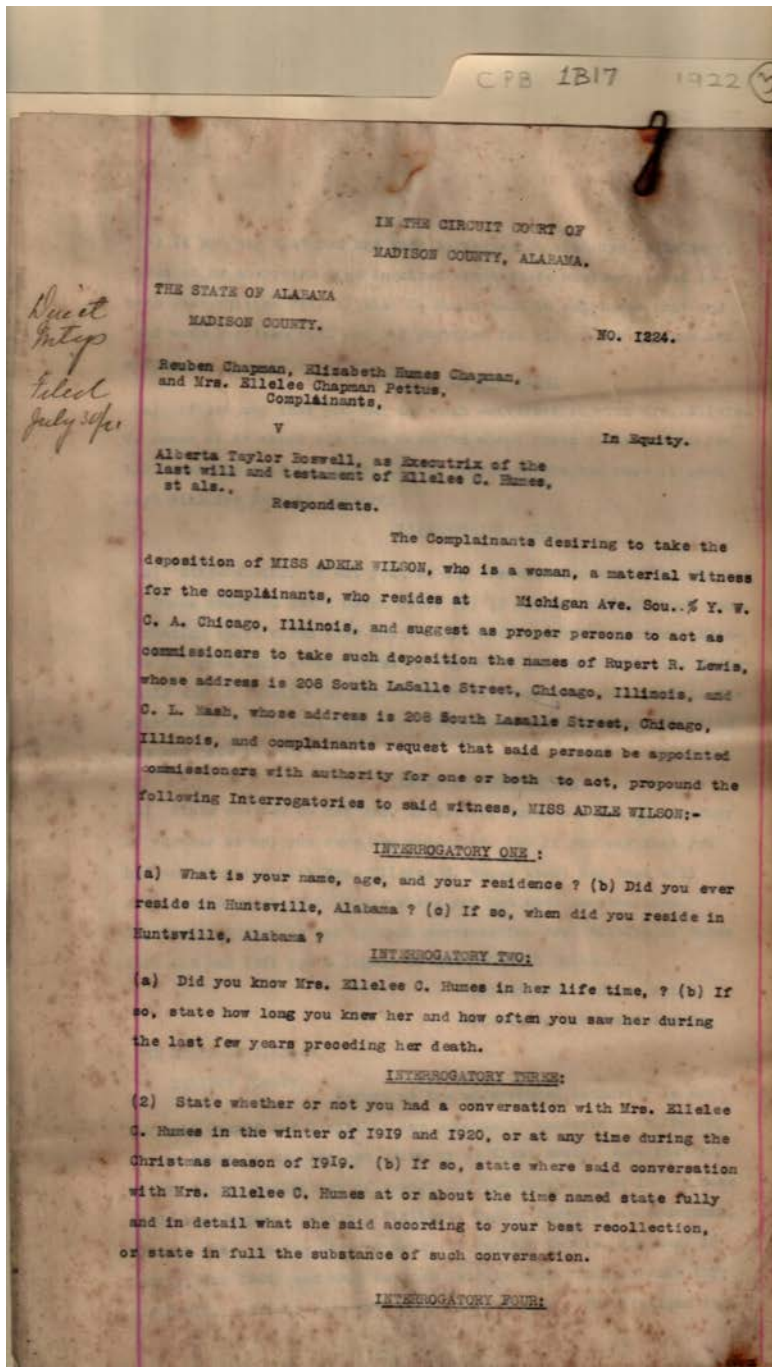 CPB 1B17 1922 3
IN THE CIRCUIT COURT OF
MADISON COUNTY, ALABAMA.
THE STATE OF ALABAMA
MADISON COUNTY.
NO. I224.
Direct
Filed
July
Reuben Chapman, Elizabeth Humes Chapman,
and Mrs. Ellelee Chapman Pettus,
Complainants,
V
In Equity.
Alberta Taylor Boswell, as Executrix of the
last will and testament of Ellelee C. Humes,
et als.,
Respondents.
The Complainants desiring to take the
deposition of MISS ADELE WILSON, who is a woman, a material witness
for the complainants, who resides at Michigan Ave. Sou..% Y. W.
C. A. Chicago, Illinois, and suggest as proper persons to act as
commissioners to take such deposition the names of Rupert R. Lewis,
whose address is 208 South LaSalle Street, Chicago, Illinois, and
C. L. Hash, whose address is 208 South Lasalle Street, Chicago,
Illinois, and complainants request that said persons be appointed
commissioners with authority for one or both to act, propound the
following Interrogatories to said witness, MISS ADELE WILSON:-
INTERROGATORY ONE :
(a) What is your name, age, and your residence ? (b) Did you ever
reside in Huntsville, Alabama ? (c) If so, when did you reside in
Huntsville, Alabama ?
INTERROGATORY TWO:
(a) Did you know Mrs. Ellelee C. Humes in her life time, ? (b) If
so, state how long you knew her and how often you saw her during
the last few years preceding her death.
INTERROGATORY THREE:
(2) State whether or not you had a conversation with Mrs. Ellelee
C. Humes in the winter of I9I9 and I920, or at any time during the
Christmas season of I9I9. (b) If so, state where said conversation
with Mrs. Ellelee C. Humes at or about the time named state fully
and in detail what she said according to your best recollection,
or state in full the substance of such conversation.
INTERROGATORY FOUR: